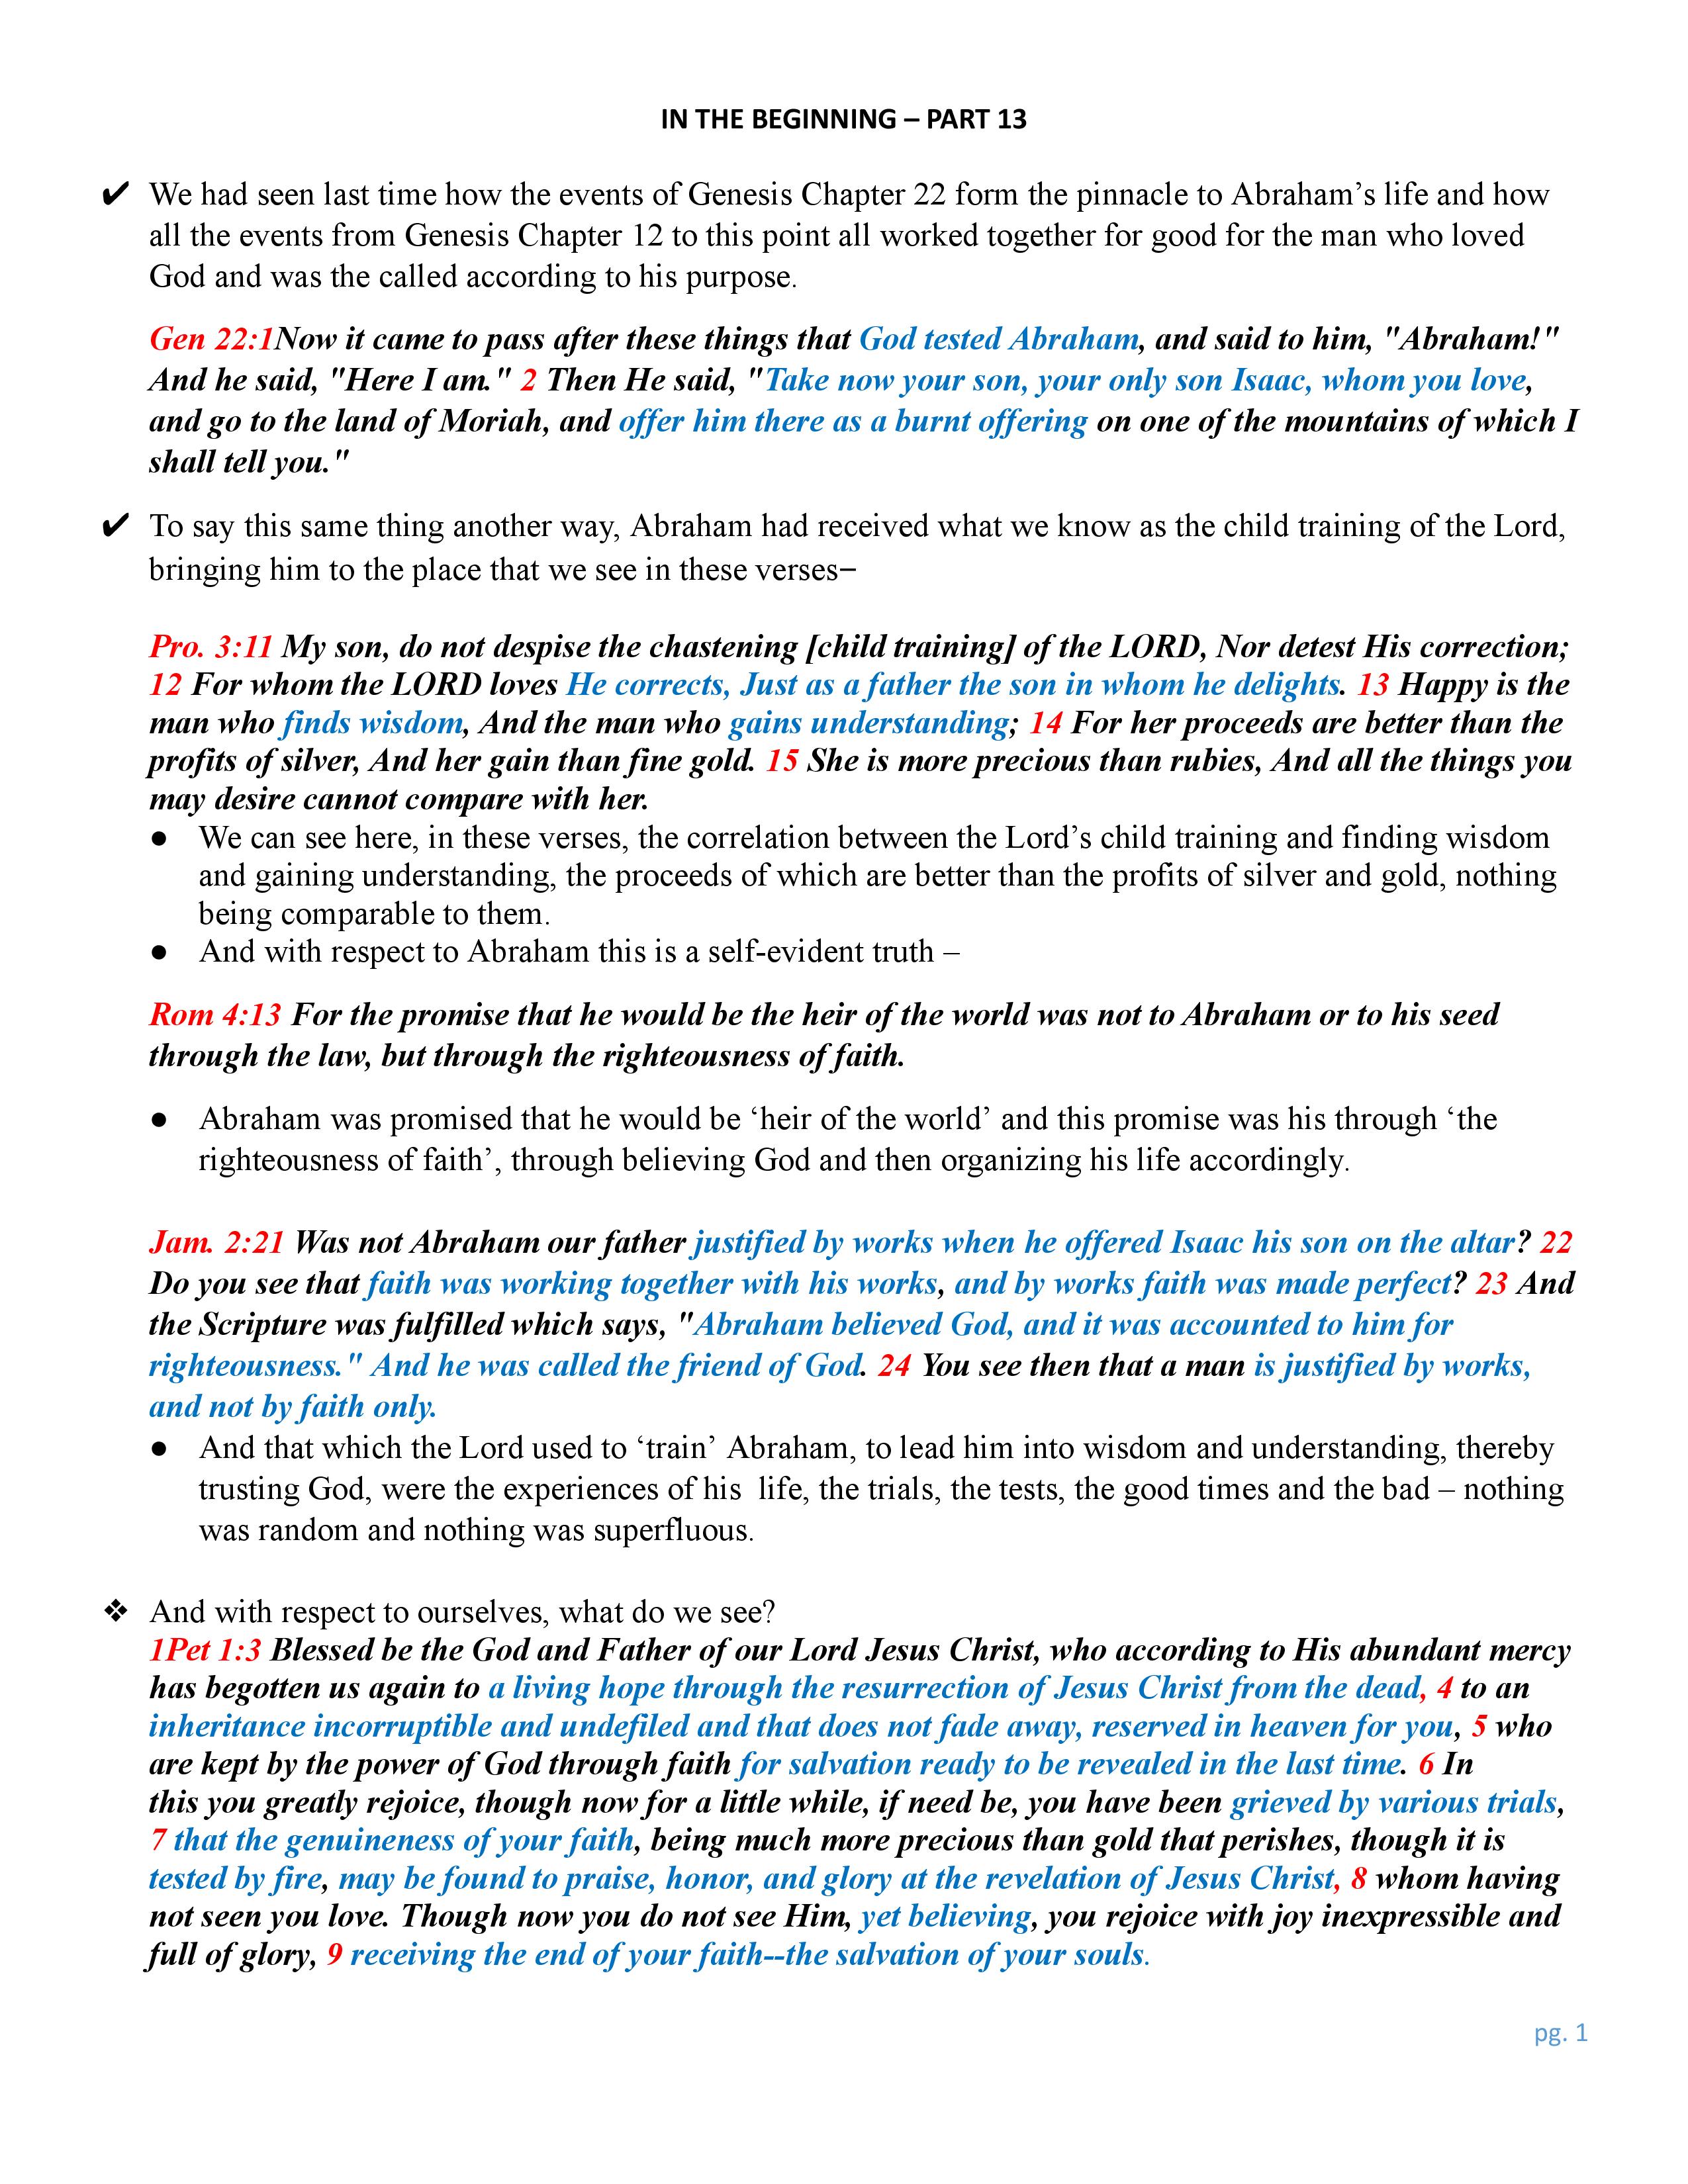 IN THE BEGINNING – PART 13
✔ We had seen last time how the events of Genesis Chapter 22 form the pinnacle to Abraham’s life and how
all the events from Genesis Chapter 12 to this point all worked together for good for the man who loved
God and was the called according to his purpose.
Gen 22:1Now it came to pass after these things that God tested Abraham, and said to him, "Abraham!"
And he said, "Here I am." 2 Then He said, "Take now your son, your only son Isaac, whom you love,
and go to the land of Moriah, and offer him there as a burnt offering on one of the mountains of which I
shall tell you."
✔ To say this same thing another way, Abraham had received what we know as the child training of the Lord,
bringing him to the place that we see in these verses–
Pro. 3:11 My son, do not despise the chastening [child training] of the LORD, Nor detest His correction;
12 For whom the LORD loves He corrects, Just as a father the son in whom he delights. 13 Happy is the
man who finds wisdom, And the man who gains understanding; 14 For her proceeds are better than the
profits of silver, And her gain than fine gold. 15 She is more precious than rubies, And all the things you
may desire cannot compare with her.
● We can see here, in these verses, the correlation between the Lord’s child training and finding wisdom
and gaining understanding, the proceeds of which are better than the profits of silver and gold, nothing
being comparable to them.
● And with respect to Abraham this is a self-evident truth –
Rom 4:13 For the promise that he would be the heir of the world was not to Abraham or to his seed
through the law, but through the righteousness of faith.
● Abraham was promised that he would be ‘heir of the world’ and this promise was his through ‘the
righteousness of faith’, through believing God and then organizing his life accordingly.
Jam. 2:21 Was not Abraham our father justified by works when he offered Isaac his son on the altar? 22
Do you see that faith was working together with his works, and by works faith was made perfect? 23 And
the Scripture was fulfilled which says, "Abraham believed God, and it was accounted to him for
righteousness." And he was called the friend of God. 24 You see then that a man is justified by works,
and not by faith only.
● And that which the Lord used to ‘train’ Abraham, to lead him into wisdom and understanding, thereby
trusting God, were the experiences of his life, the trials, the tests, the good times and the bad – nothing
was random and nothing was superfluous.
❖ And with respect to ourselves, what do we see?
1Pet 1:3 Blessed be the God and Father of our Lord Jesus Christ, who according to His abundant mercy
has begotten us again to a living hope through the resurrection of Jesus Christ from the dead, 4 to an
inheritance incorruptible and undefiled and that does not fade away, reserved in heaven for you, 5 who
are kept by the power of God through faith for salvation ready to be revealed in the last time. 6 In
this you greatly rejoice, though now for a little while, if need be, you have been grieved by various trials,
7 that the genuineness of your faith, being much more precious than gold that perishes, though it is
tested by fire, may be found to praise, honor, and glory at the revelation of Jesus Christ, 8 whom having
not seen you love. Though now you do not see Him, yet believing, you rejoice with joy inexpressible and
full of glory, 9 receiving the end of your faith--the salvation of your souls.
pg. 1